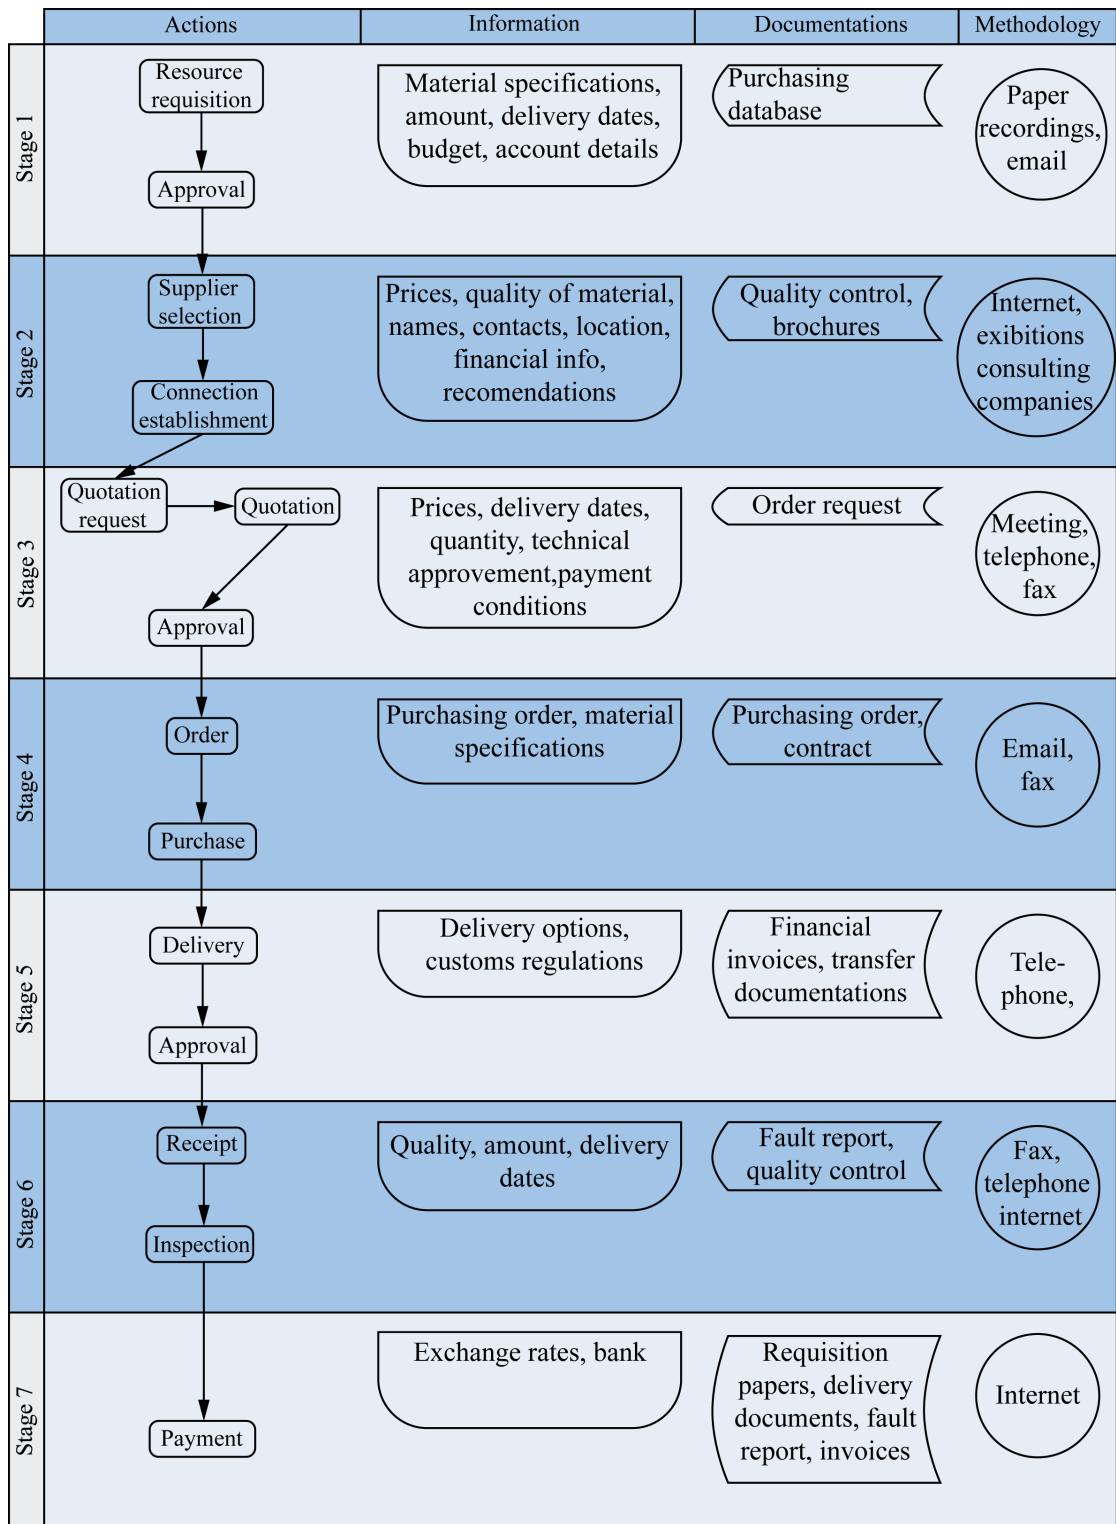 Actions
Information
Documentations
Methodology
Stage 1
Resource
requisition
Approval
Material specifications,
amount, delivery dates,
budget, account details
Purchasing
database
Paper
recordings,
email
Stage 2
Supplier
selection
Connection
establishment
Prices, quality of material,
names, contacts, location,
financial info,
recomendations
Quality control,
brochures
Internet,
exibitions
consulting
companies
Stage 3
Quotation
request
Quotation
Approval
Prices, delivery dates,
quantity, technical
approvement,payment
conditions
Order request
Meeting,
telephone,
fax
Stage 4
Order
Purchase
Purchasing order, material
specifications
Purchasing order,
contract
Email,
fax
Stage 5
Delivery
Approval
Delivery options,
customs regulations
Financial
invoices, transfer
documentations
Tele-
phone,
Stage 6
Receipt
Inspection
Quality, amount, delivery
dates
Fault report,
quality control
Fax,
telephone
internet
Stage 7
Payment
Exchange rates, bank
Requisition
papers, delivery
documents, fault
report, invoices
Internet